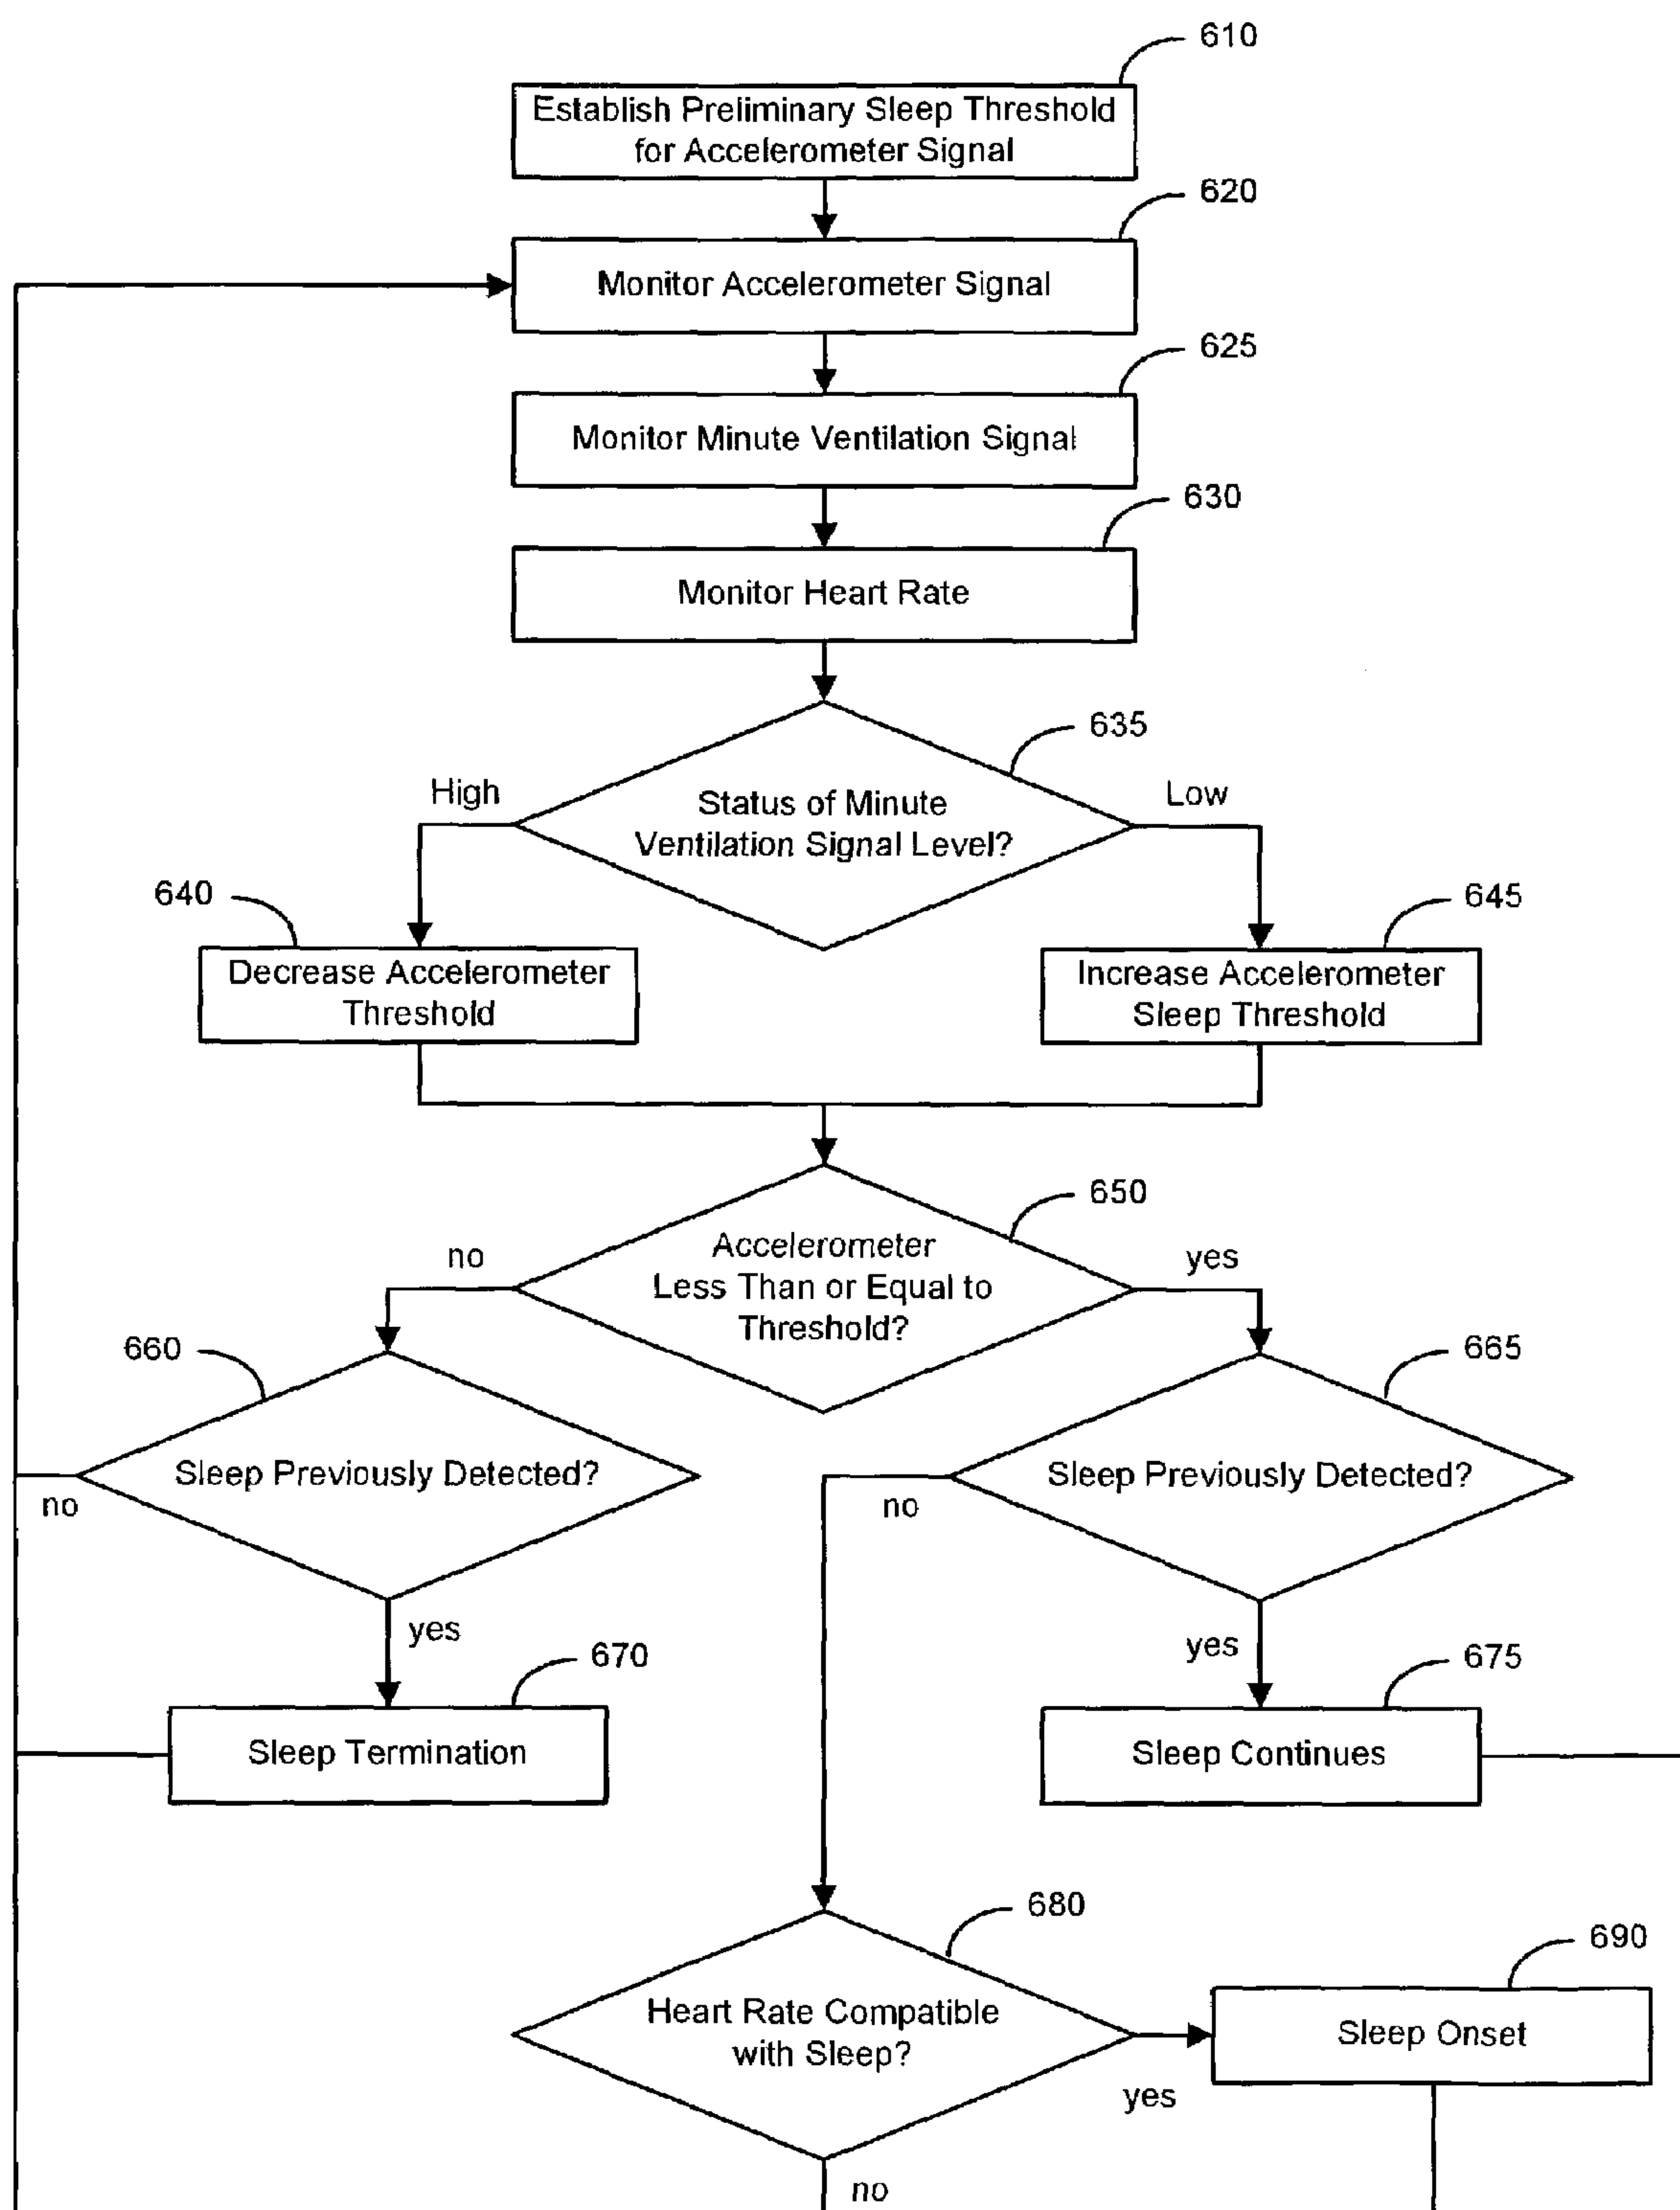 610
Establish Preliminary Sleep Threshold
for Accelerometer Signal
620
Monitor Accelerometer Signal
625
Monitor Minute Ventilation Signal
630
Monitor Heart Rate
635
High
Status of Minute
Ventilation Signal Level?
Low
640
645
Decrease Accelerometer
Threshold
Increase Accelerometer
Sleep Threshold
650
no
Accelerometer
Less Than or Equal to
Threshold?
yes
660
665
Sleep Previously Detected?
Sleep Previously Detected?
no
no
yes
yes
670
675
Sleep Termination
Sleep Continues
680
690
Heart Rate Compatible
with Sleep?
Sleep Onset
yes
no